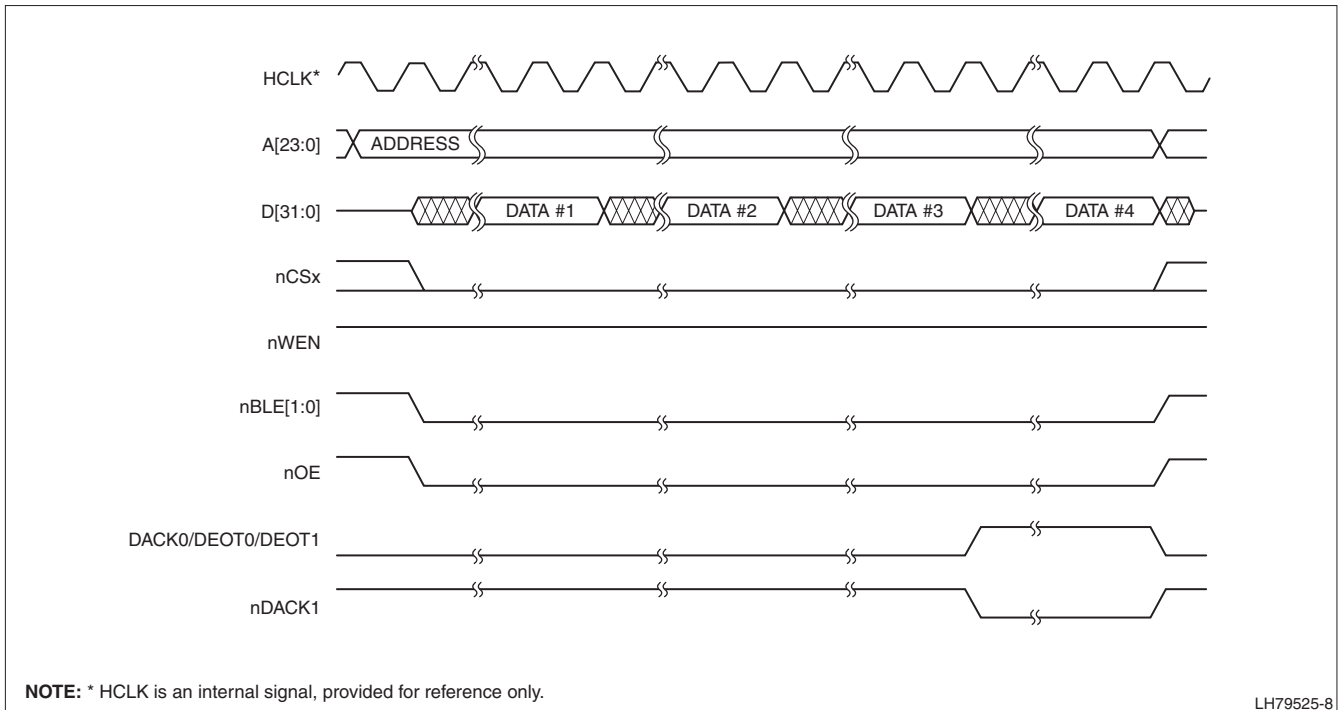 HCLK*
A[23:0] ADDRESS
D[31:0] DATA #1 DATA #2 DATA #3 DATA #4
nCSx
nWEN
nBLE[1:0]
nOE
DACK0/DEOT0/DEOT1
nDACK1
NOTE: * HCLK is an internal signal, provided for reference only.
LH79525-8